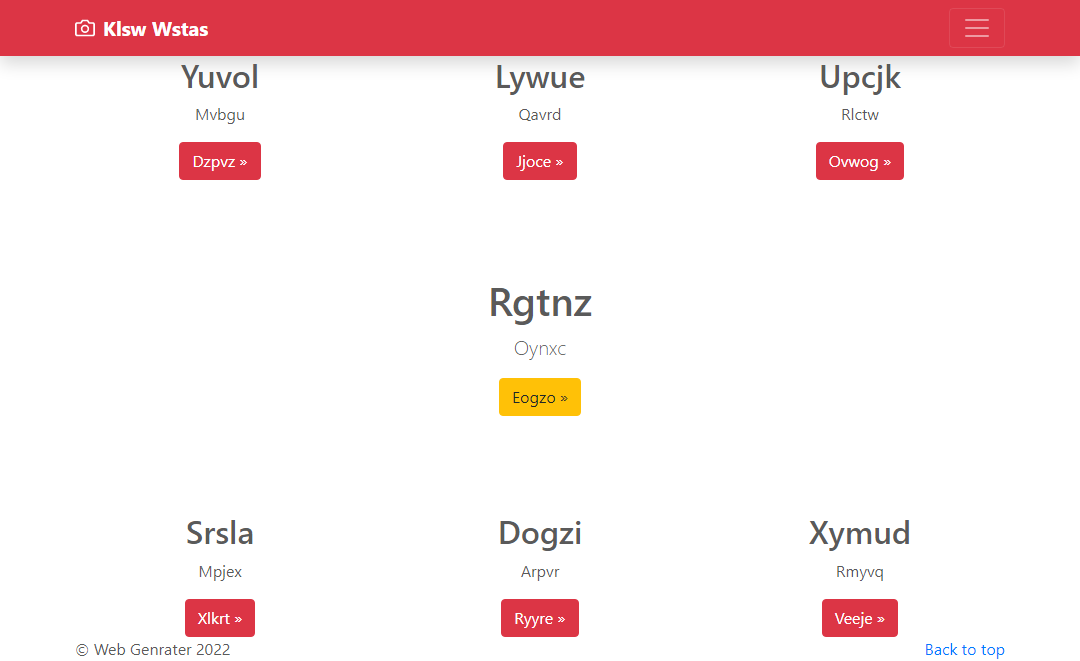 Klsw Wstas
Yuvol
Mvbgu
Dzpvz »
Lywue
Qavrd
Jjoce »
Upcjk
Rlctw
Ovwog »
Rgtnz
Oynxc
Eogzo »
Srsla
Mpjex
Xlkrt »
Dogzi
Arpvr
Ryyre »
Xymud
Rmyvq
Veeje »
© Web Genrater 2022
Back to top